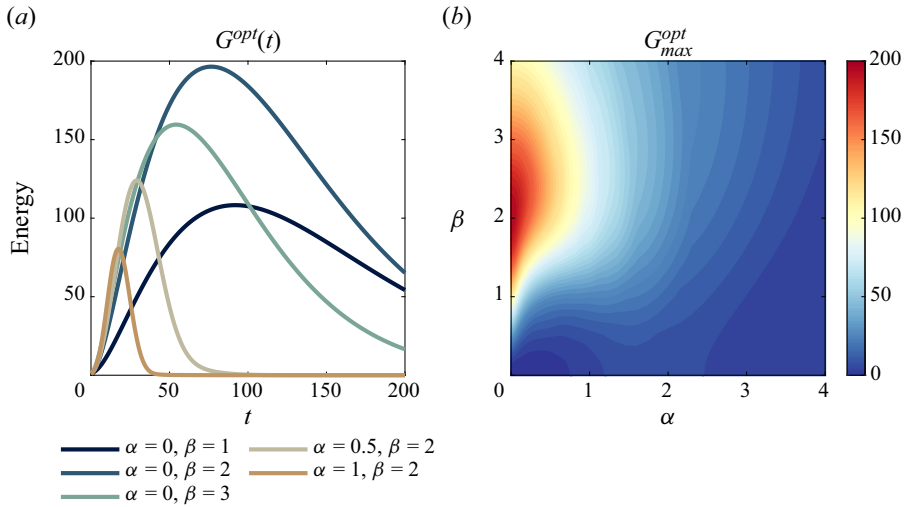 (a)
G^opt(t)
200
150
100
50
0
50
100
150
200
Energy
t
α = 0, β = 1
α = 0, β = 2
α = 0, β = 3
α = 0.5, β = 2
α = 1, β = 2
(b)
G^opt_max
4
3
2
1
0
1
2
3
4
β
α
200
150
100
50
0